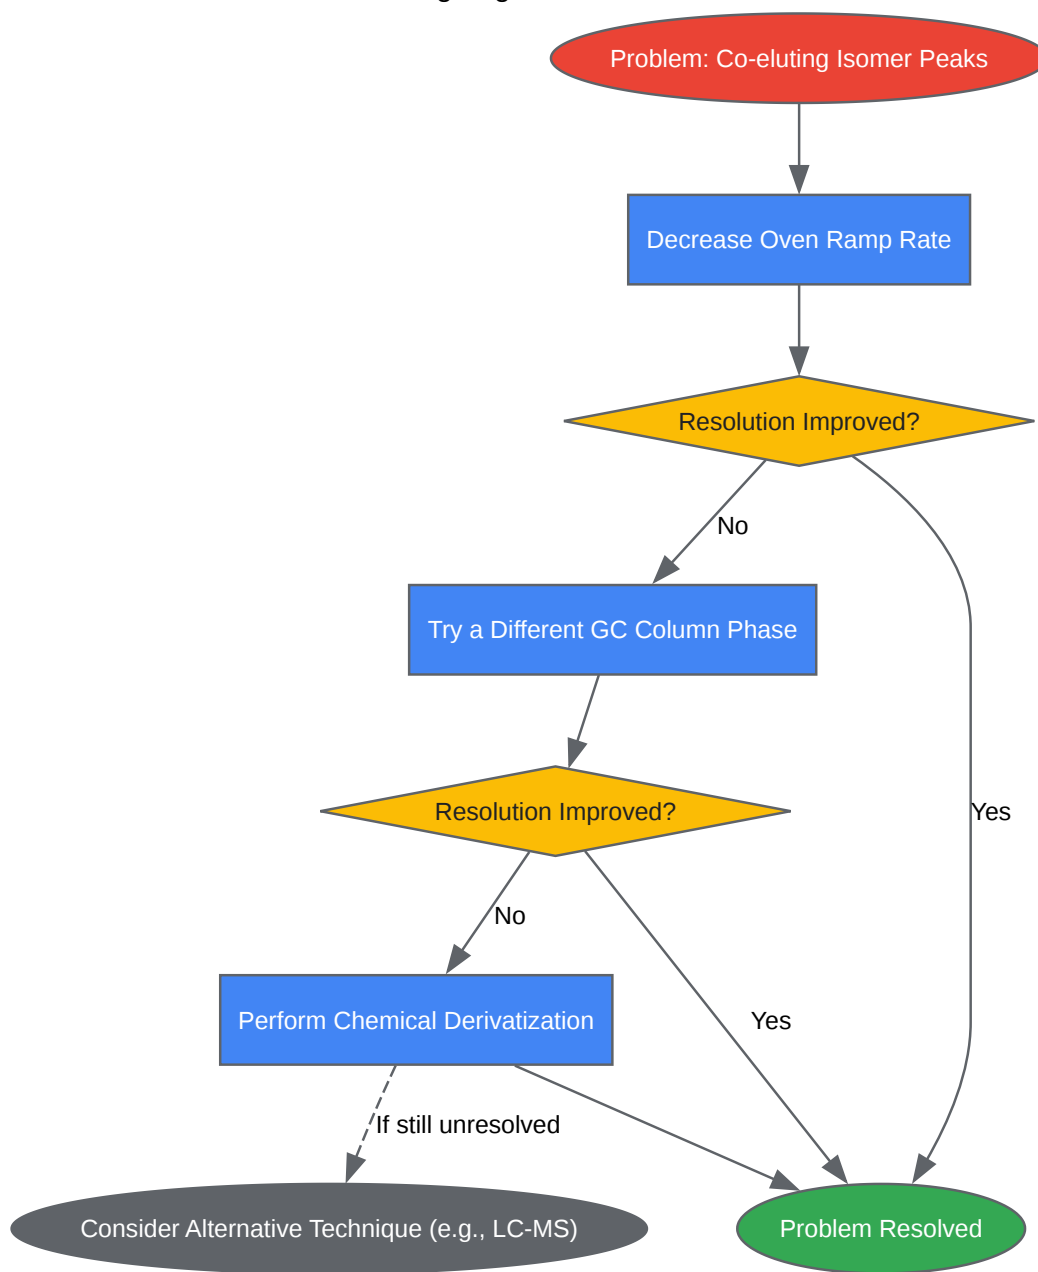 Problem: Co-eluting Isomer Peaks
Decrease Oven Ramp Rate
Resolution Improved?
No
Try a Different GC Column Phase
Resolution Improved?
Yes
No
Perform Chemical Derivatization
Yes
If still unresolved
Consider Alternative Technique (e.g., LC-MS)
Problem Resolved